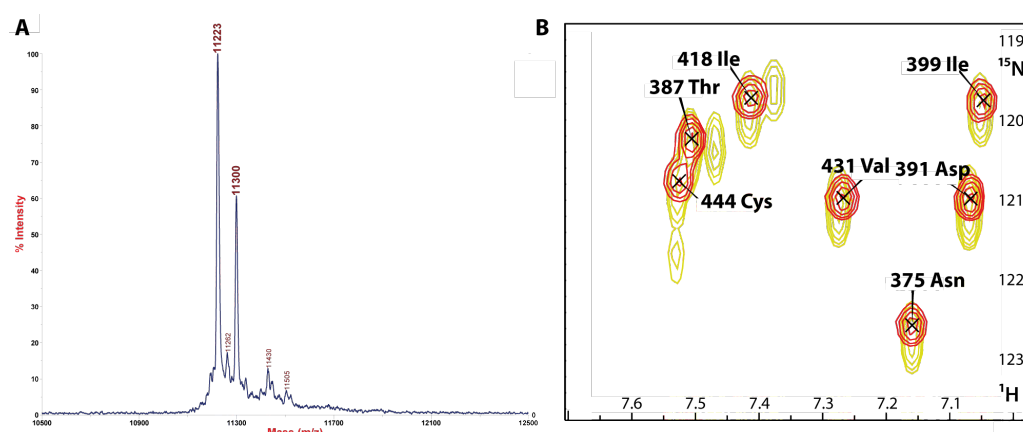 A
11223
11300
11262
11430
11505
% Intensity
100
90
80
70
60
50
40
30
20
10
0
0
10500
10900
11300
11700
12100
12500
Mass (m/z)
B
418 Ile
387 Thr
399 Ile
431 Val
391 Asp
444 Cys
375 Asn
119
15N
120
121
122
123
1H
7.6
7.5
7.4
7.3
7.2
7.1